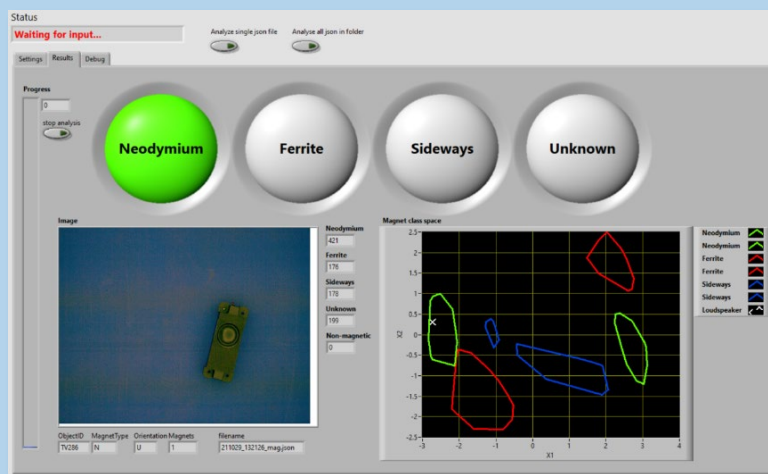 Status
Waiting for input...
Analyze single json file
Analyse all json in folder
Settings
Results
Debug
Progress
0
stop analysis
Neodymium
Ferrite
Sideways
Unknown
Image
Neodymium
421
Ferrite
176
Sideways
178
Unknown
199
Non-magnetic
0
ObjectID
MagnetType
Orientation
Magnets
filename
TV286
N
U
1
211029_132126_mag.json
Magnet class space
X2
2.5
2
1.5
1
0.5
0
-0.5
-1
-1.5
-2
-2.5
-3
-2
-1
0
1
2
3
4
X1
Neodymium
Neodymium
Ferrite
Ferrite
Sideways
Sideways
Loudspeaker